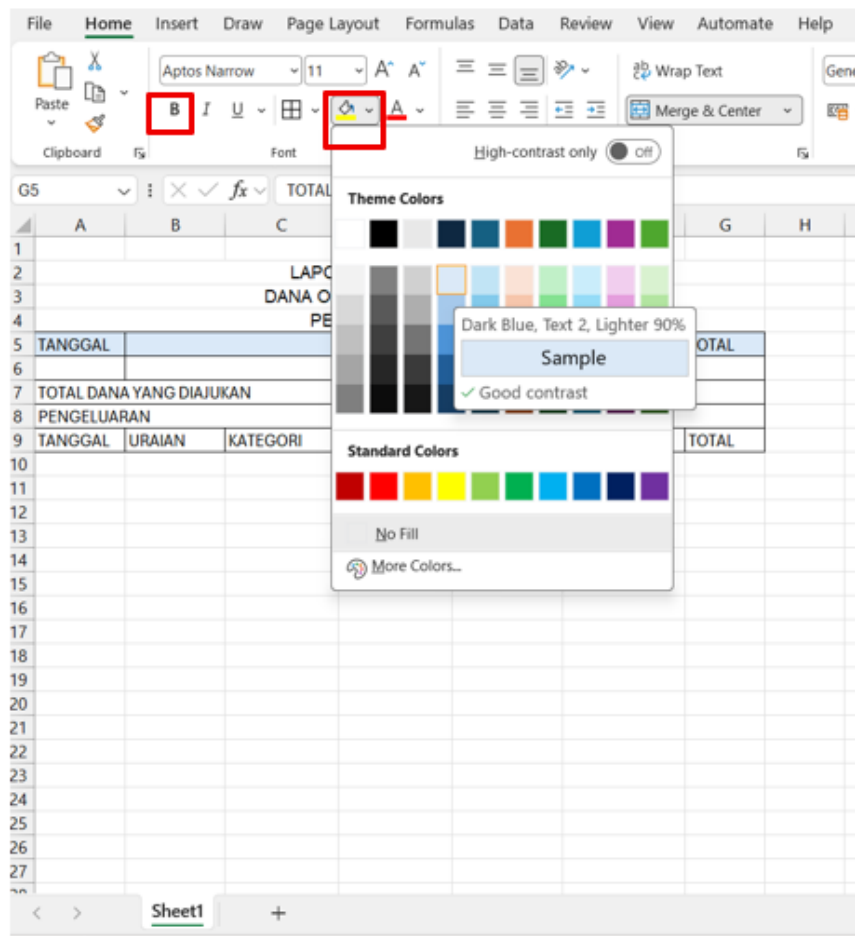 File Home Insert Draw Page Layout Formulas Data Review View Automate Help
Aptos Narrow 11 A A Wrap Text
Paste B I U A Merge & Center
Clipboard Font
High-contrast only Off
G5 fx TOTAL
Theme Colors
A B C G H
1
2 LAPO
3 DANA O
4 PE
Dark Blue, Text 2, Lighter 90%
5 TANGGAL OTAL
Sample
6
7 TOTAL DANA YANG DIAJUKAN
Good contrast
8 PENGELUARAN
9 TANGGAL URAIAN KATEGORI TOTAL
Standard Colors
10
11
12
13 No Fill
14 More Colors...
15
16
17
18
19
20
21
22
23
24
25
26
27
Sheet1